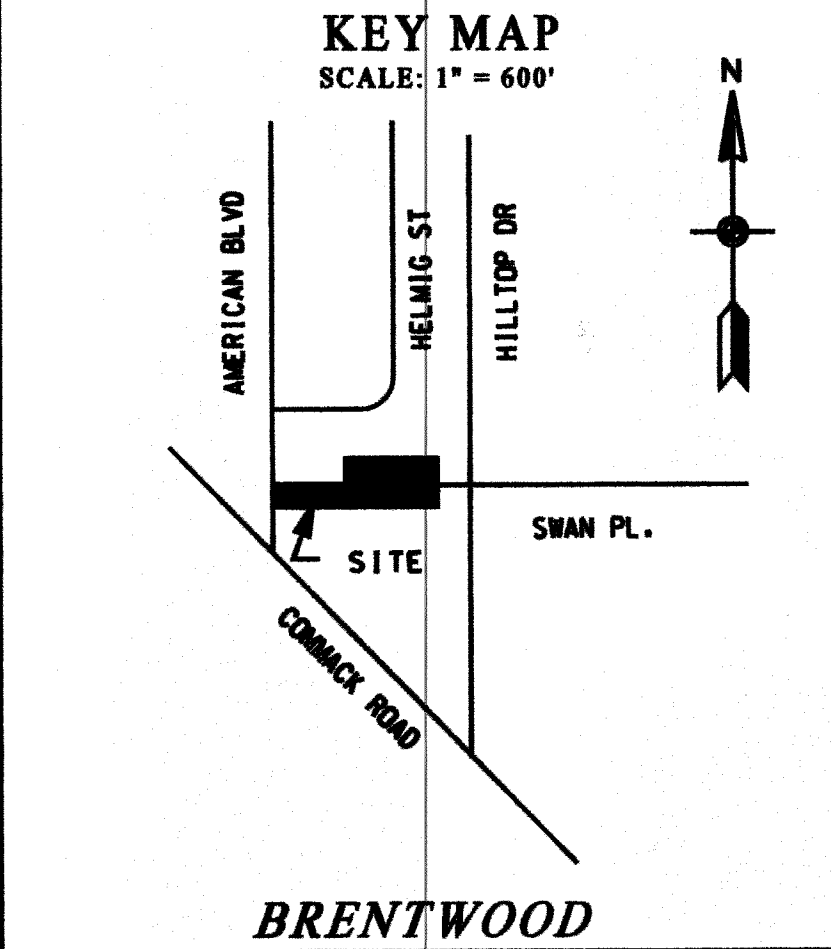 KEY MAP
SCALE: 1" = 600'
N
AMERICAN BLVD
HELMIG ST
HILLTOP DR
SWAN PL.
SITE
COMMACK ROAD
BRENTWOOD